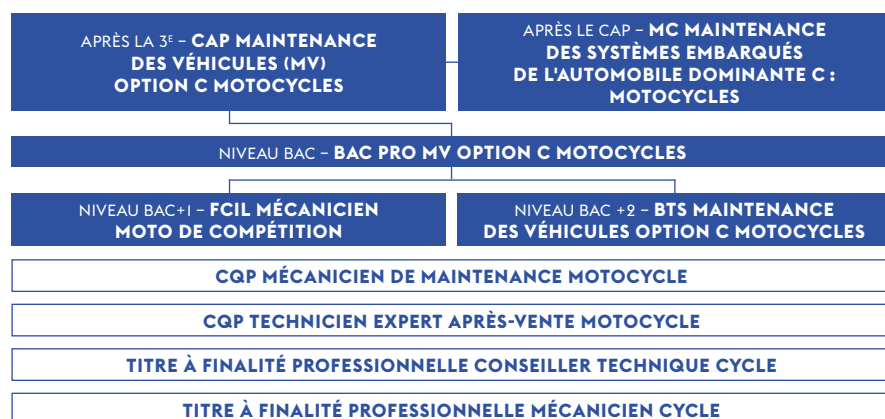 APRÈS LA 3E – CAP MAINTENANCE
DES VÉHICULES (MV)
OPTION C MOTOCYCLES
APRÈS LE CAP – MC MAINTENANCE
DES SYSTÈMES EMBARQUÉS
DE L'AUTOMOBILE DOMINANTE C :
MOTOCYCLES
NIVEAU BAC – BAC PRO MV OPTION C MOTOCYCLES
NIVEAU BAC+1 – FCIL MÉCANICIEN
MOTO DE COMPÉTITION
NIVEAU BAC +2 – BTS MAINTENANCE
DES VÉHICULES OPTION C MOTOCYCLES
CQP MÉCANICIEN DE MAINTENANCE MOTOCYCLE
CQP TECHNICIEN EXPERT APRÈS-VENTE MOTOCYCLE
TITRE À FINALITÉ PROFESSIONNELLE CONSEILLER TECHNIQUE CYCLE
TITRE À FINALITÉ PROFESSIONNELLE MÉCANICIEN CYCLE